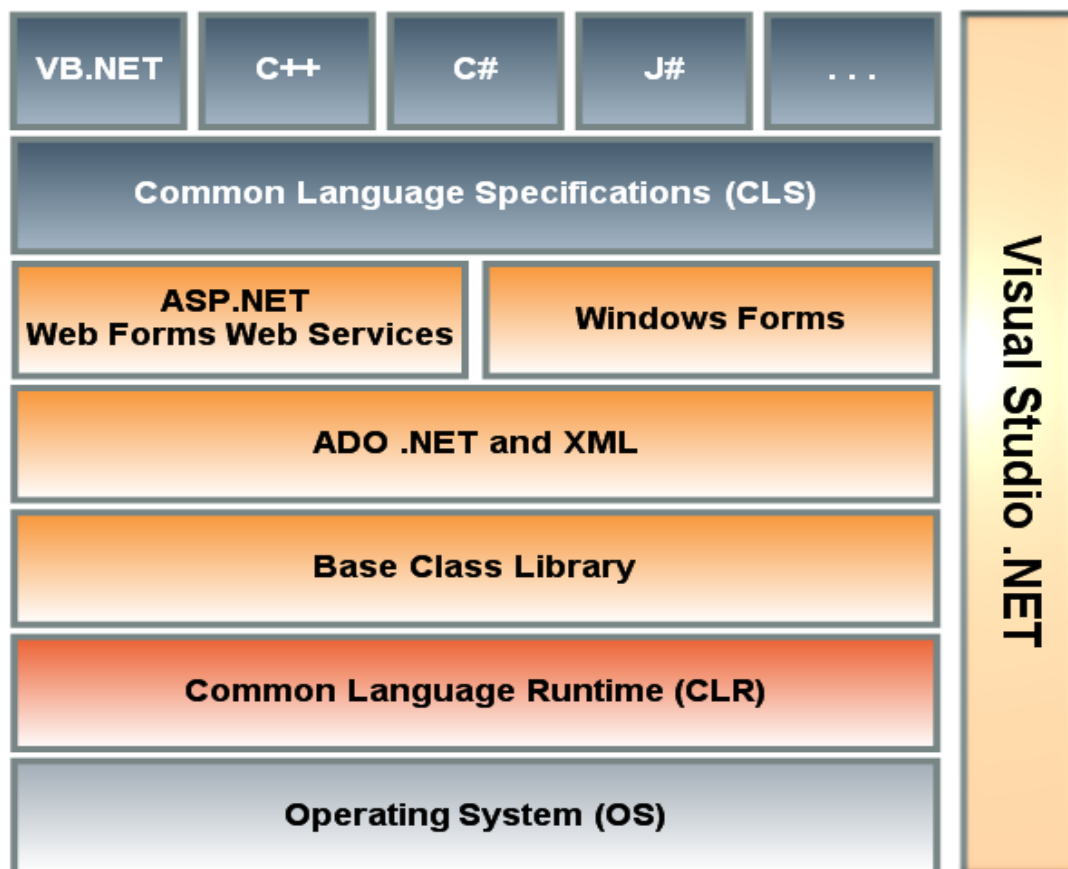 VB.NET
C++
C#
J#
. . .
Common Language Specifications (CLS)
ASP.NET
Web Forms Web Services
Windows Forms
ADO .NET and XML
Base Class Library
Common Language Runtime (CLR)
Operating System (OS)
Visual Studio .NET